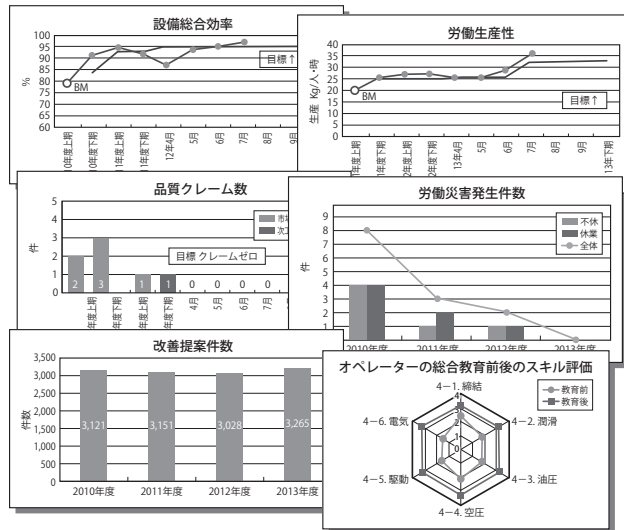 設備総合効率
100
95
90
85
80
75
70
65
60
%
BM
目標↑
10年度上期
10年度下期
11年度上期
11年度下期
12年4月
5月
6月
7月
8月
9月
労働生産性
40
35
30
25
20
15
10
5
0
生産 Kg/人・時
BM
目標↑
1年度上期
1年度下期
2年度上期
2年度下期
13年4月
5月
6月
7月
8月
9月
13年下期
品質クレーム数
5
4
3
2
1
0
件
市場
次工
目標 クレームゼロ
2
3
1
1
0
0
0
0
年度上期
年度下期
年度上期
年度下期
4月
5月
6月
7月
労働災害発生件数
9
8
7
6
5
4
3
2
1
件
不休
休業
全体
2010年度
2011年度
2012年度
2013年度
改善提案件数
3,500
3,000
2,500
2,000
1,500
1,000
500
0
件数
3,121
3,151
3,028
3,265
2010年度
2011年度
2012年度
2013年度
オペレーターの総合教育前後のスキル評価
教育前
教育後
4－1. 締結
4－2. 潤滑
4－3. 油圧
4－4. 空圧
4－5. 駆動
4－6. 電気
4
3
2
1
0